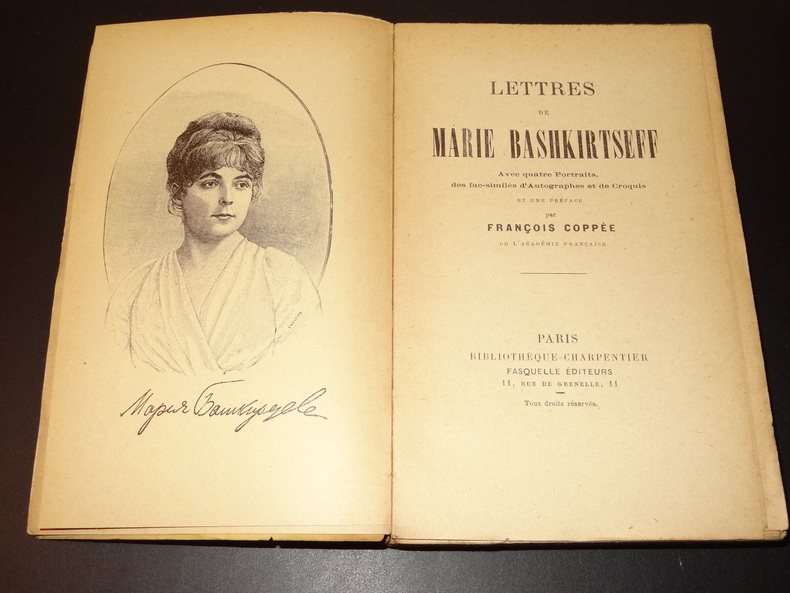 Мария Башкирцева
LETTRES
DE
MARIE BASHKIRTSEFF
Avec quatre Portraits,
des fac-similés d'Autographes et de Croquis
ET UNE PRÉFACE
par
FRANÇOIS COPPÉE
DE L'ACADÉMIE FRANÇAISE
PARIS
BIBLIOTHÈQUE-CHARPENTIER
FASQUELLE ÉDITEURS
11, RUE DE GRENELLE, 11
Tous droits réservés.